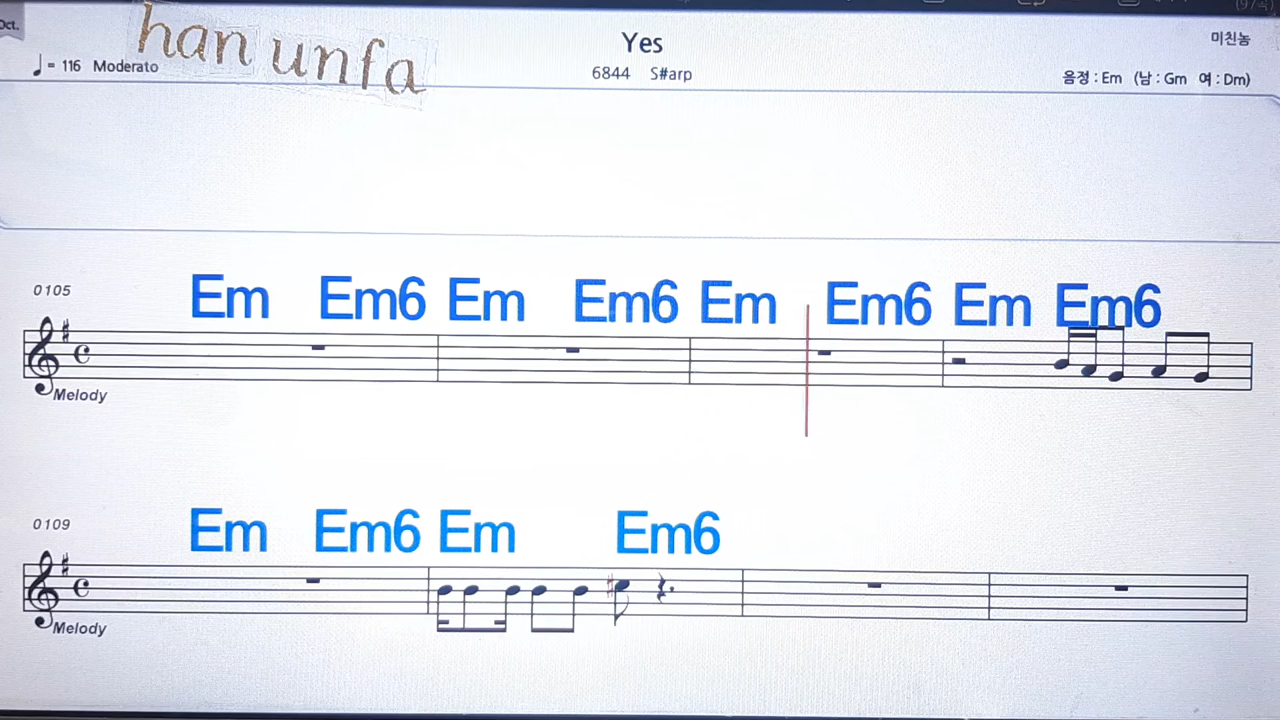 Oct.
han unfa
Yes
미친놈
♩= 116 Moderato
6844 S#arp
음정 : Em (남 : Gm 여 : Dm)
0105
Em Em6 Em Em6 Em Em6 Em Em6
Melody
0109
Em Em6 Em Em6
Melody